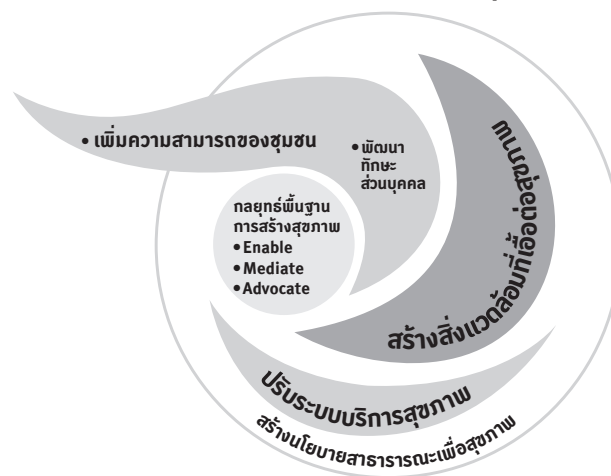 • เพิ่มความสามารถของชุมชน
• พัฒนา
ทักษะ
ส่วนบุคคล
กลยุทธ์พื้นฐาน
การสร้างสุขภาพ
• Enable
• Mediate
• Advocate
สร้างสิ่งแวดล้อมที่เอื้อต่อสุขภาพ
ปรับระบบบริการสุขภาพ
สร้างนโยบายสาธารารณะเพื่อสุขภาพ